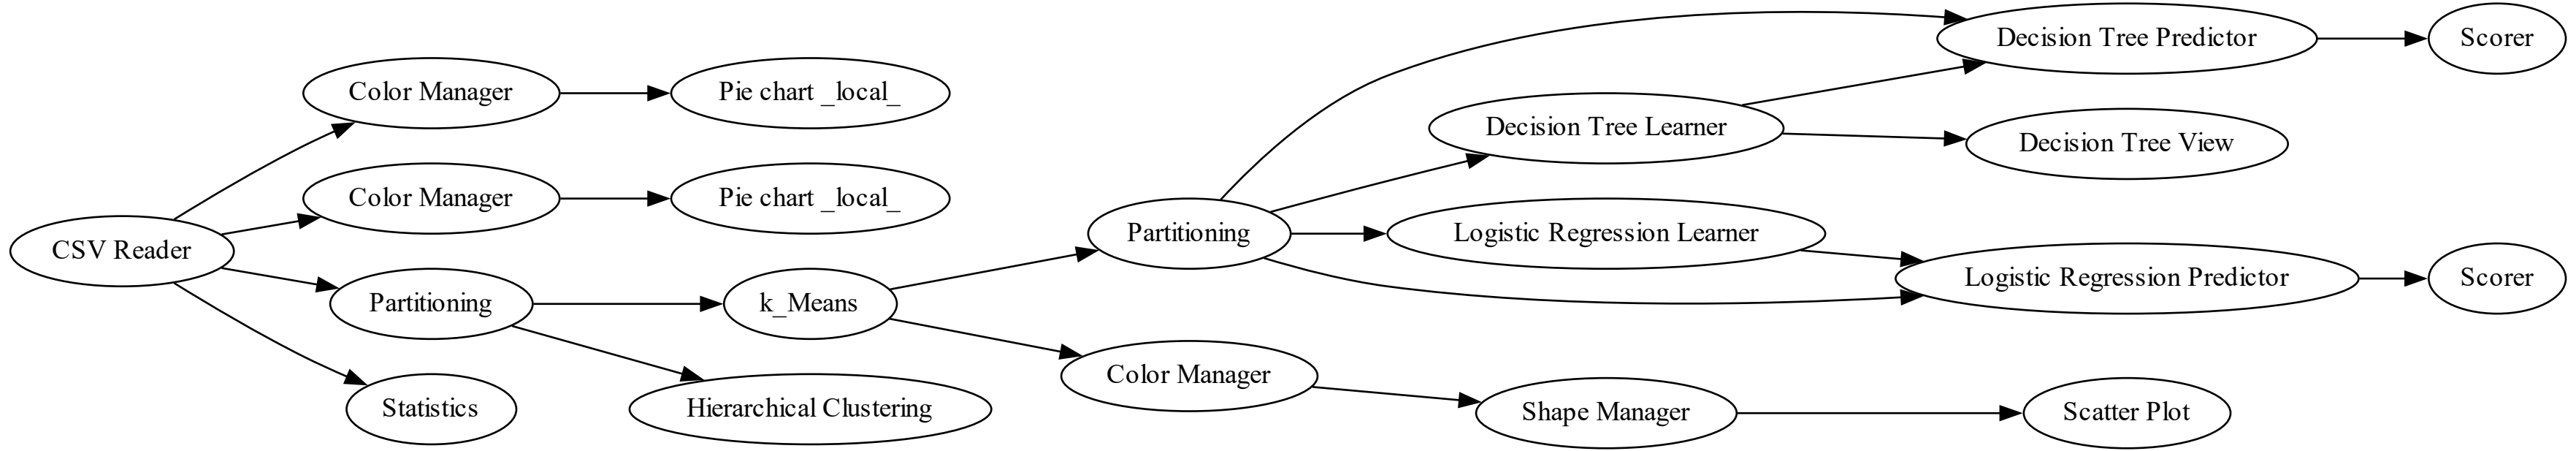 CSV Reader
Color Manager
Pie chart _local_
Color Manager
Pie chart _local_
Partitioning
k_Means
Statistics
Hierarchical Clustering
Partitioning
Color Manager
Decision Tree Learner
Logistic Regression Learner
Shape Manager
Decision Tree Predictor
Decision Tree View
Logistic Regression Predictor
Scatter Plot
Scorer
Scorer